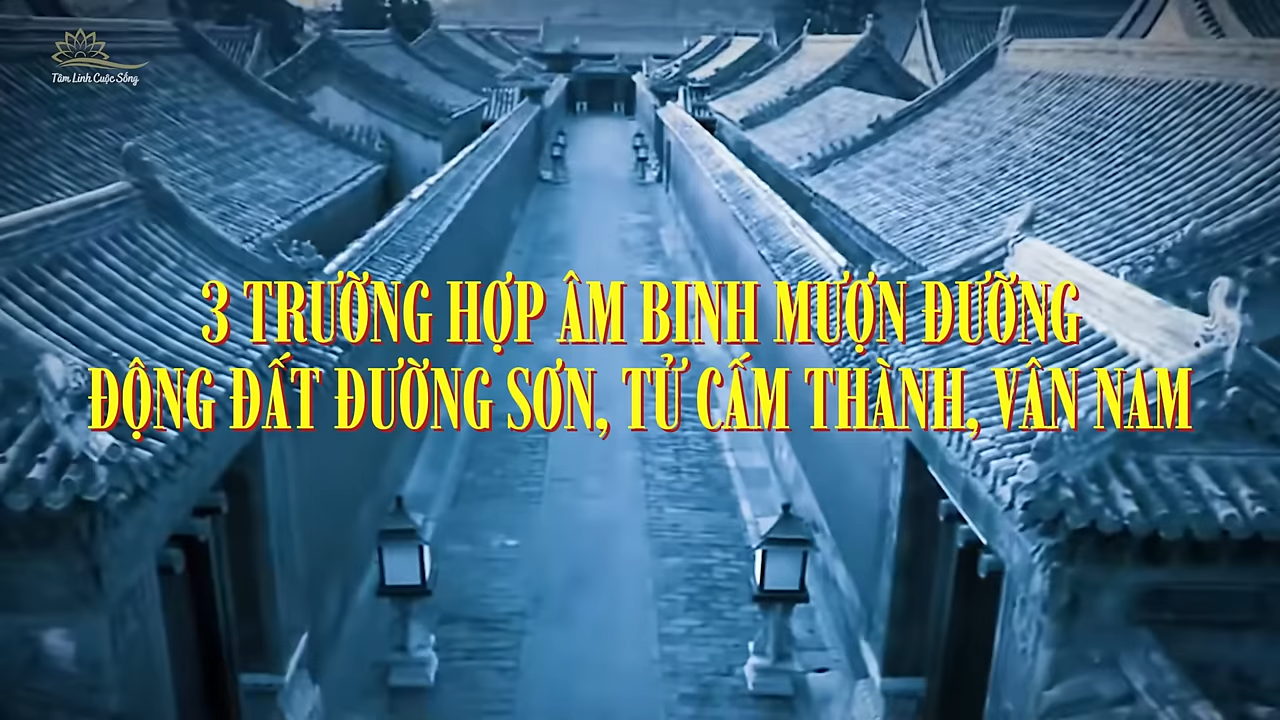 Tâm Linh Cuộc Sống
3 TRƯỜNG HỢP ÂM BINH MƯỢN ĐƯỜNG
ĐỘNG ĐẤT ĐƯỜNG SƠN, TỬ CẤM THÀNH, VÂN NAM